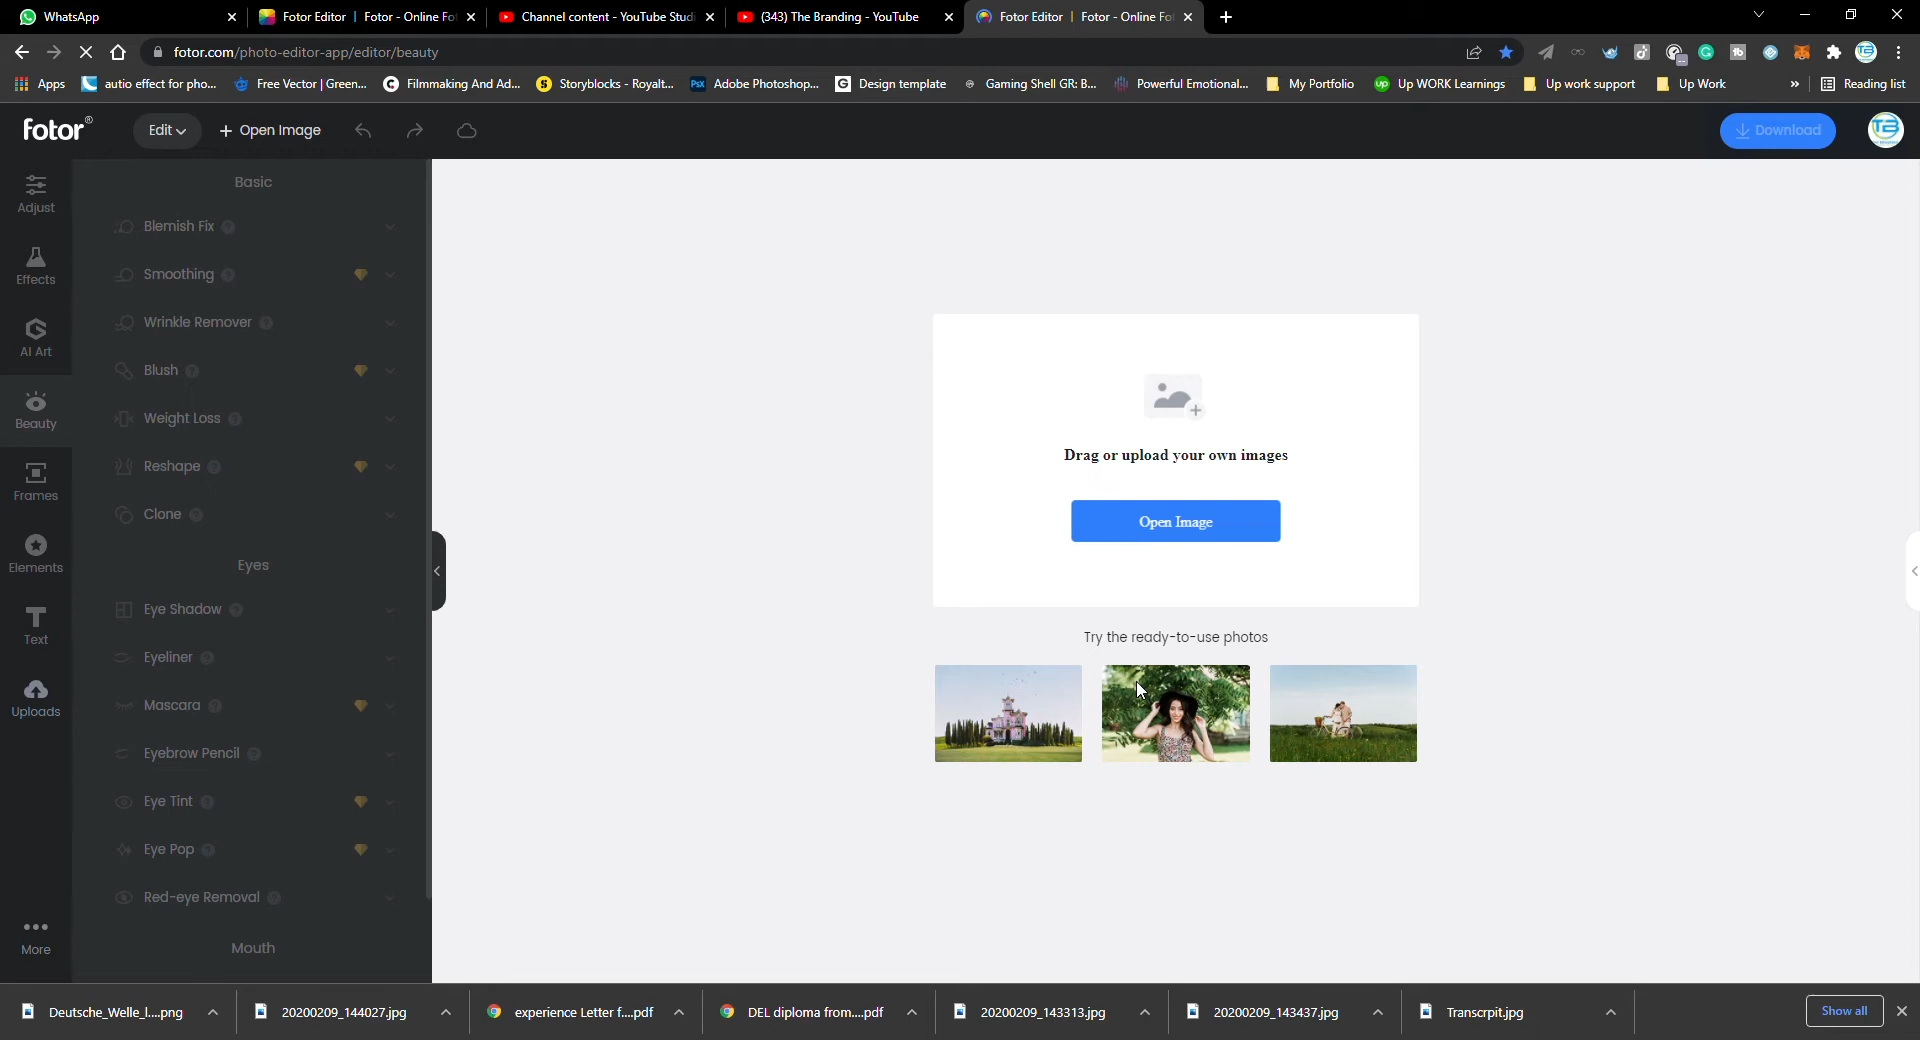 WhatsApp
Fotor Editor | Fotor - Online Fo
Channel content - YouTube Studi
(343) The Branding - YouTube
Fotor Editor | Fotor - Online Fo
fotor.com/photo-editor-app/editor/beauty
Apps
autio effect for pho...
Free Vector | Green...
Filmmaking And Ad...
Storyblocks - Royalt...
Adobe Photoshop...
Design template
Gaming Shell GR: B...
Powerful Emotional...
My Portfolio
Up WORK Learnings
Up work support
Up Work
»
Reading list
fotor®
Edit
+ Open Image
Download
TB
Adjust
Effects
AI Art
Beauty
Frames
Elements
Text
Uploads
More
Basic
Blemish Fix
Smoothing
Wrinkle Remover
Blush
Weight Loss
Reshape
Clone
Eyes
Eye Shadow
Eyeliner
Mascara
Eyebrow Pencil
Eye Tint
Eye Pop
Red-eye Removal
Mouth
Drag or upload your own images
Open Image
Try the ready-to-use photos
Deutsche_Welle_l....png
20200209_144027.jpg
experience Letter f....pdf
DEL diploma from....pdf
20200209_143313.jpg
20200209_143437.jpg
Transcrpit.jpg
Show all